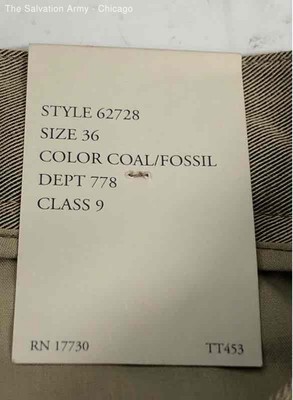 The Salvation Army - Chicago
STYLE 62728
SIZE 36
COLOR COAL/FOSSIL
DEPT 778
CLASS 9
RN 17730 TT453